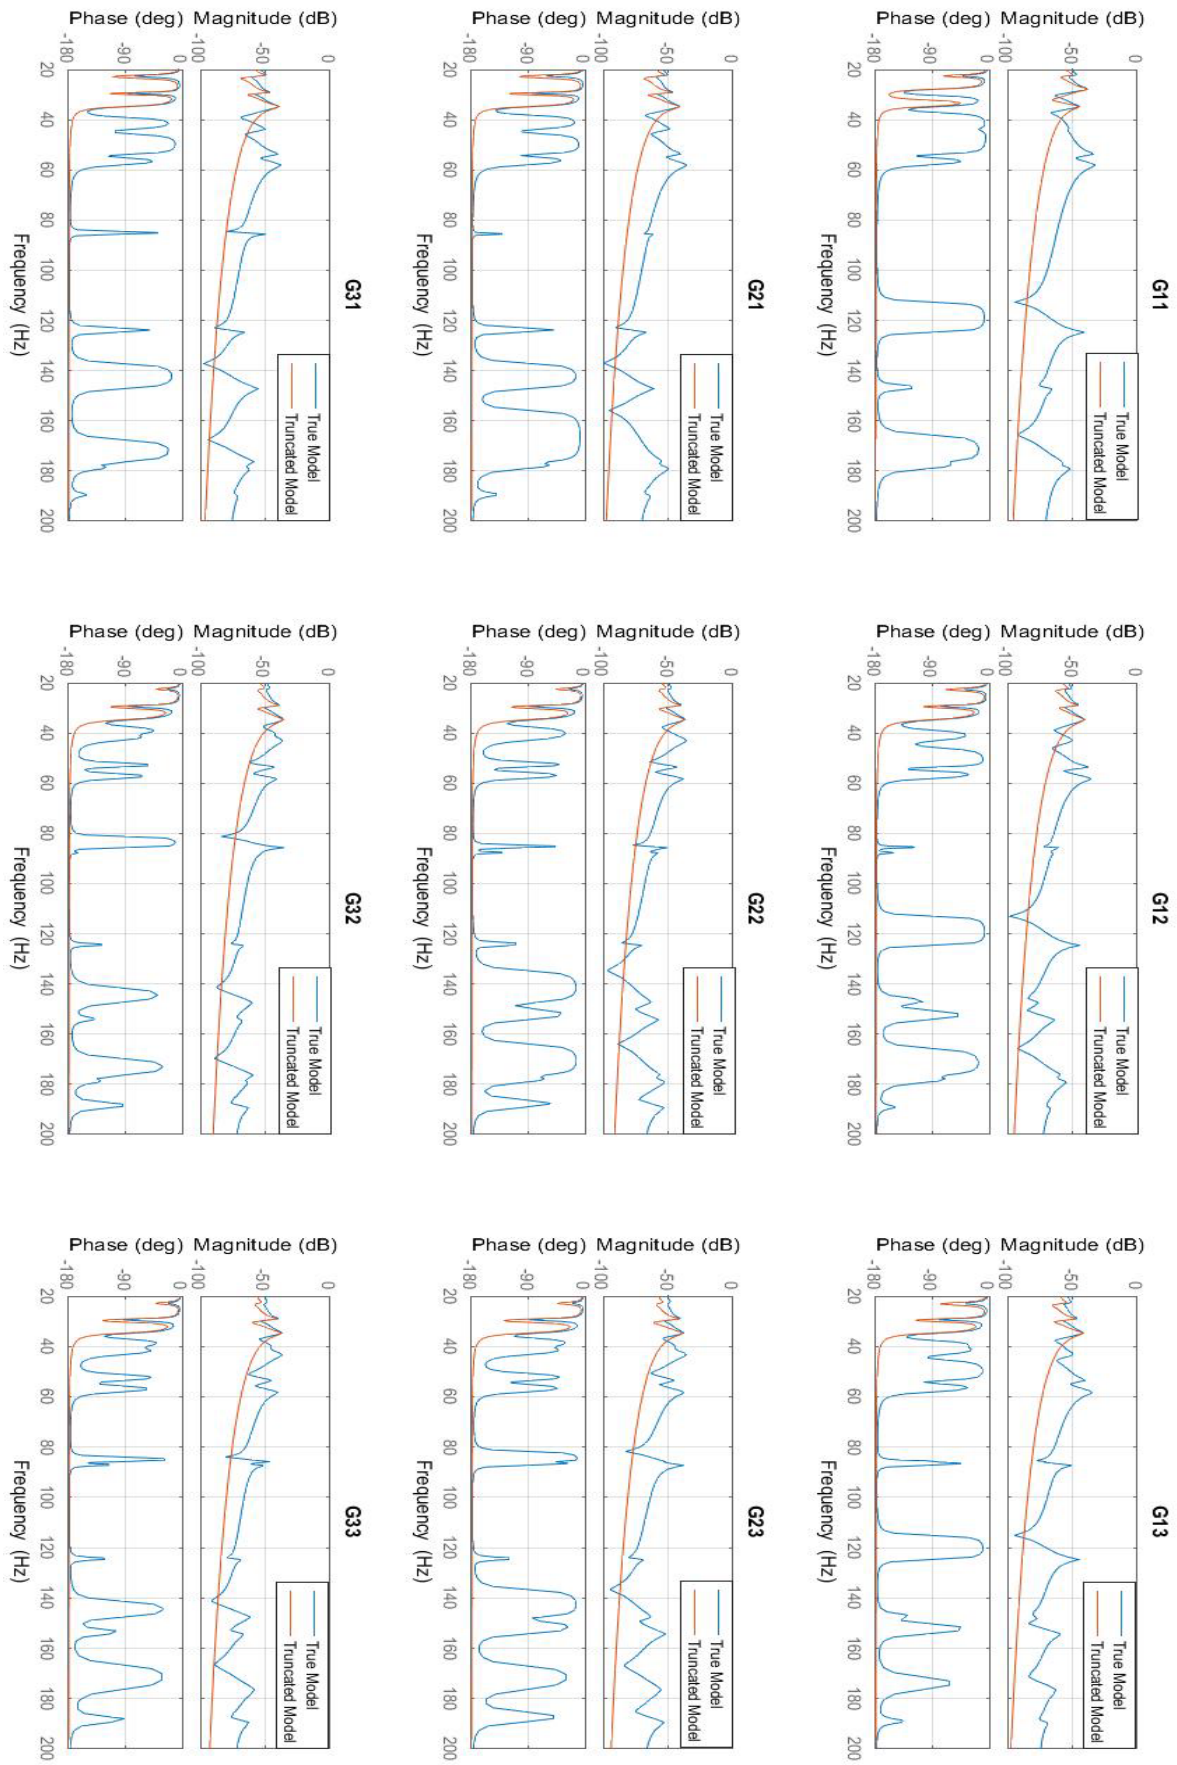 G11
Magnitude (dB)
0
-50
-100
True Model
Truncated Model
Phase (deg)
0
-90
-180
20 40 60 80 100 120 140 160 180 200
Frequency (Hz)
G12
Magnitude (dB)
0
-50
-100
True Model
Truncated Model
Phase (deg)
0
-90
-180
20 40 60 80 100 120 140 160 180 200
Frequency (Hz)
G13
Magnitude (dB)
0
-50
-100
True Model
Truncated Model
Phase (deg)
0
-90
-180
20 40 60 80 100 120 140 160 180 200
Frequency (Hz)
G21
Magnitude (dB)
0
-50
-100
True Model
Truncated Model
Phase (deg)
0
-90
-180
20 40 60 80 100 120 140 160 180 200
Frequency (Hz)
G22
Magnitude (dB)
0
-50
-100
True Model
Truncated Model
Phase (deg)
0
-90
-180
20 40 60 80 100 120 140 160 180 200
Frequency (Hz)
G23
Magnitude (dB)
0
-50
-100
True Model
Truncated Model
Phase (deg)
0
-90
-180
20 40 60 80 100 120 140 160 180 200
Frequency (Hz)
G31
Magnitude (dB)
0
-50
-100
True Model
Truncated Model
Phase (deg)
0
-90
-180
20 40 60 80 100 120 140 160 180 200
Frequency (Hz)
G32
Magnitude (dB)
0
-50
-100
True Model
Truncated Model
Phase (deg)
0
-90
-180
20 40 60 80 100 120 140 160 180 200
Frequency (Hz)
G33
Magnitude (dB)
0
-50
-100
True Model
Truncated Model
Phase (deg)
0
-90
-180
20 40 60 80 100 120 140 160 180 200
Frequency (Hz)